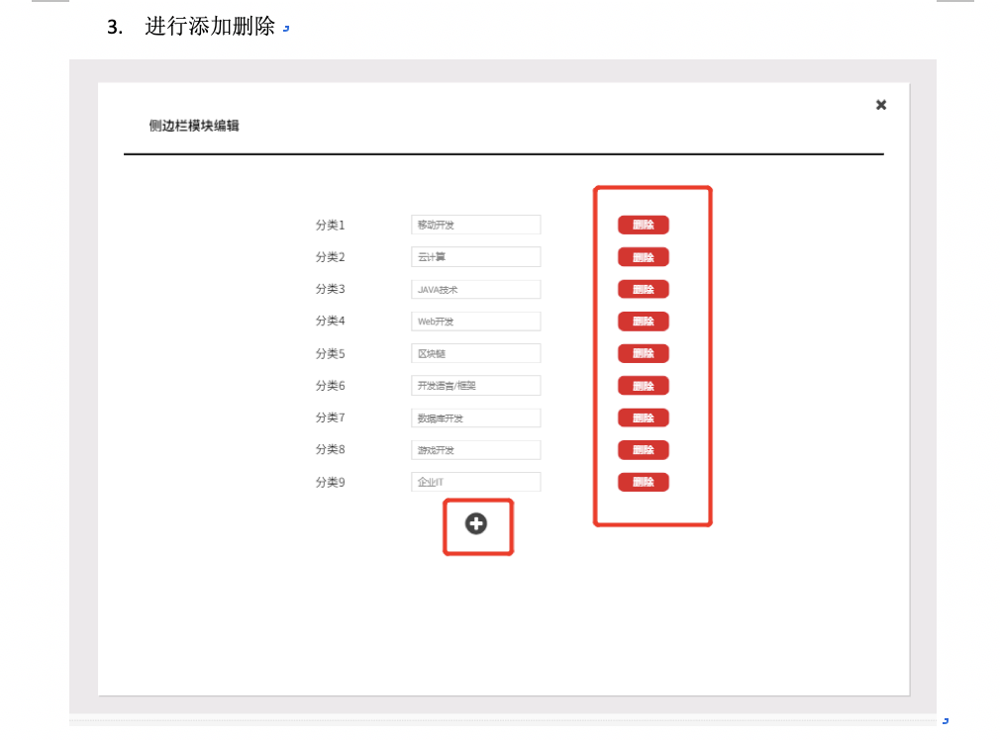 3. 进行添加删除
侧边栏模块编辑
分类1 移动开发 删除
分类2 云计算 删除
分类3 JAVA技术 删除
分类4 Web开发 删除
分类5 区块链 删除
分类6 开发语言/框架 删除
分类7 数据库开发 删除
分类8 游戏开发 删除
分类9 企业IT 删除